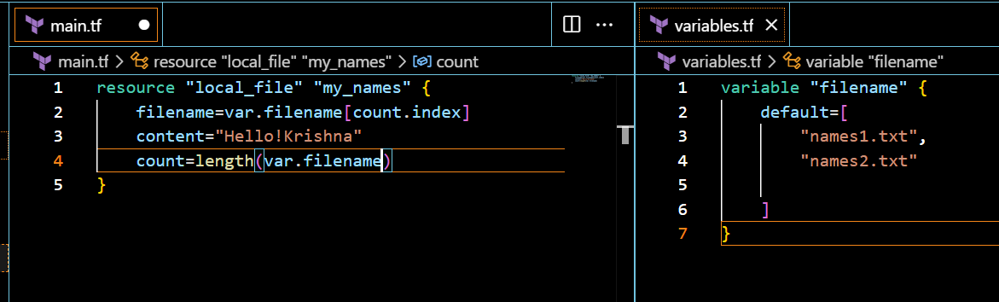 main.tf
main.tf > resource "local_file" "my_names" > count
1 resource "local_file" "my_names" {
2     filename=var.filename[count.index]
3     content="Hello!Krishna"
4     count=length(var.filename)
5 }
variables.tf
variables.tf > variable "filename"
1 variable "filename" {
2     default=[
3         "names1.txt",
4         "names2.txt"
5
6     ]
7 }